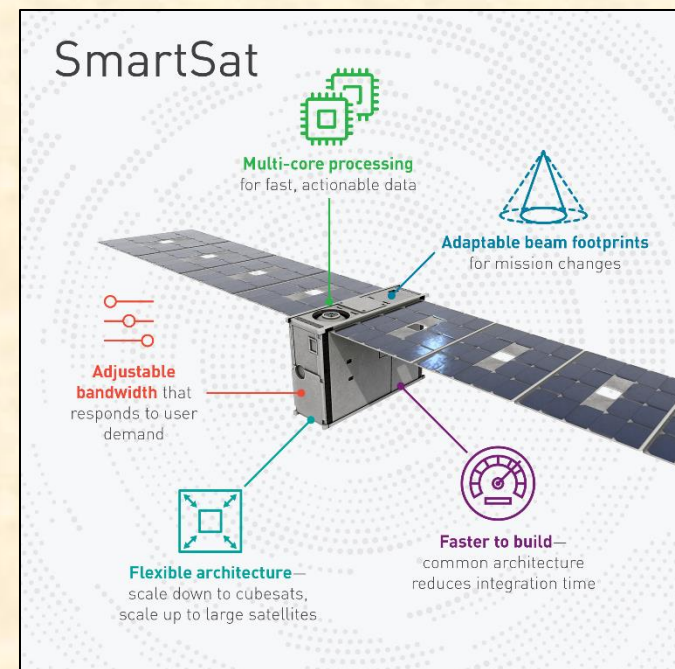 SmartSat
Multi-core processing
for fast, actionable data
Adaptable beam footprints
for mission changes
Adjustable
bandwidth that
responds to user
demand
Flexible architecture—
scale down to cubesats,
scale up to large satellites
Faster to build—
common architecture
reduces integration time